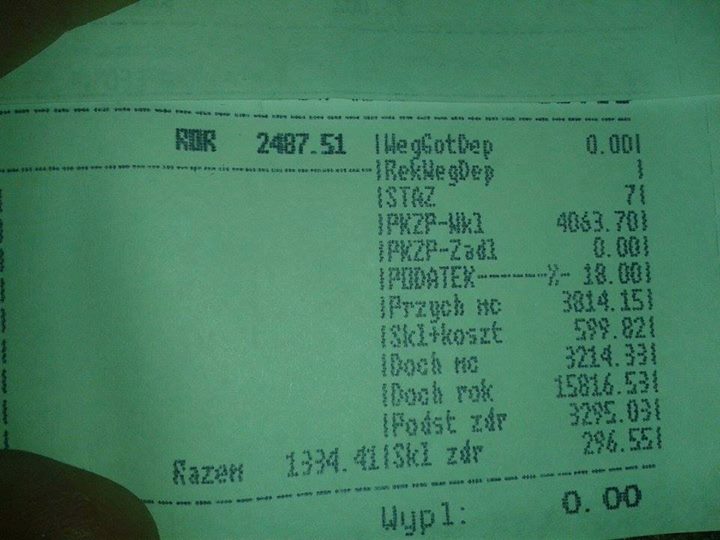 ROR 2487.51 |WegGotDep 0.00|
|RekWegDep |
|STAZ 7|
|PKZP-Wkl 4063.70|
|PKZP-Zadl 0.00|
|PODATEK-----%- 18.00|
|Przych mc 3814.15|
|Skl+koszt 599.82|
|Doch mc 3214.33|
|Doch rok 15816.53|
|Podst zdr 3295.03|
Razem 1334.41|Skl zdr 296.55|
Wypl: 0.00